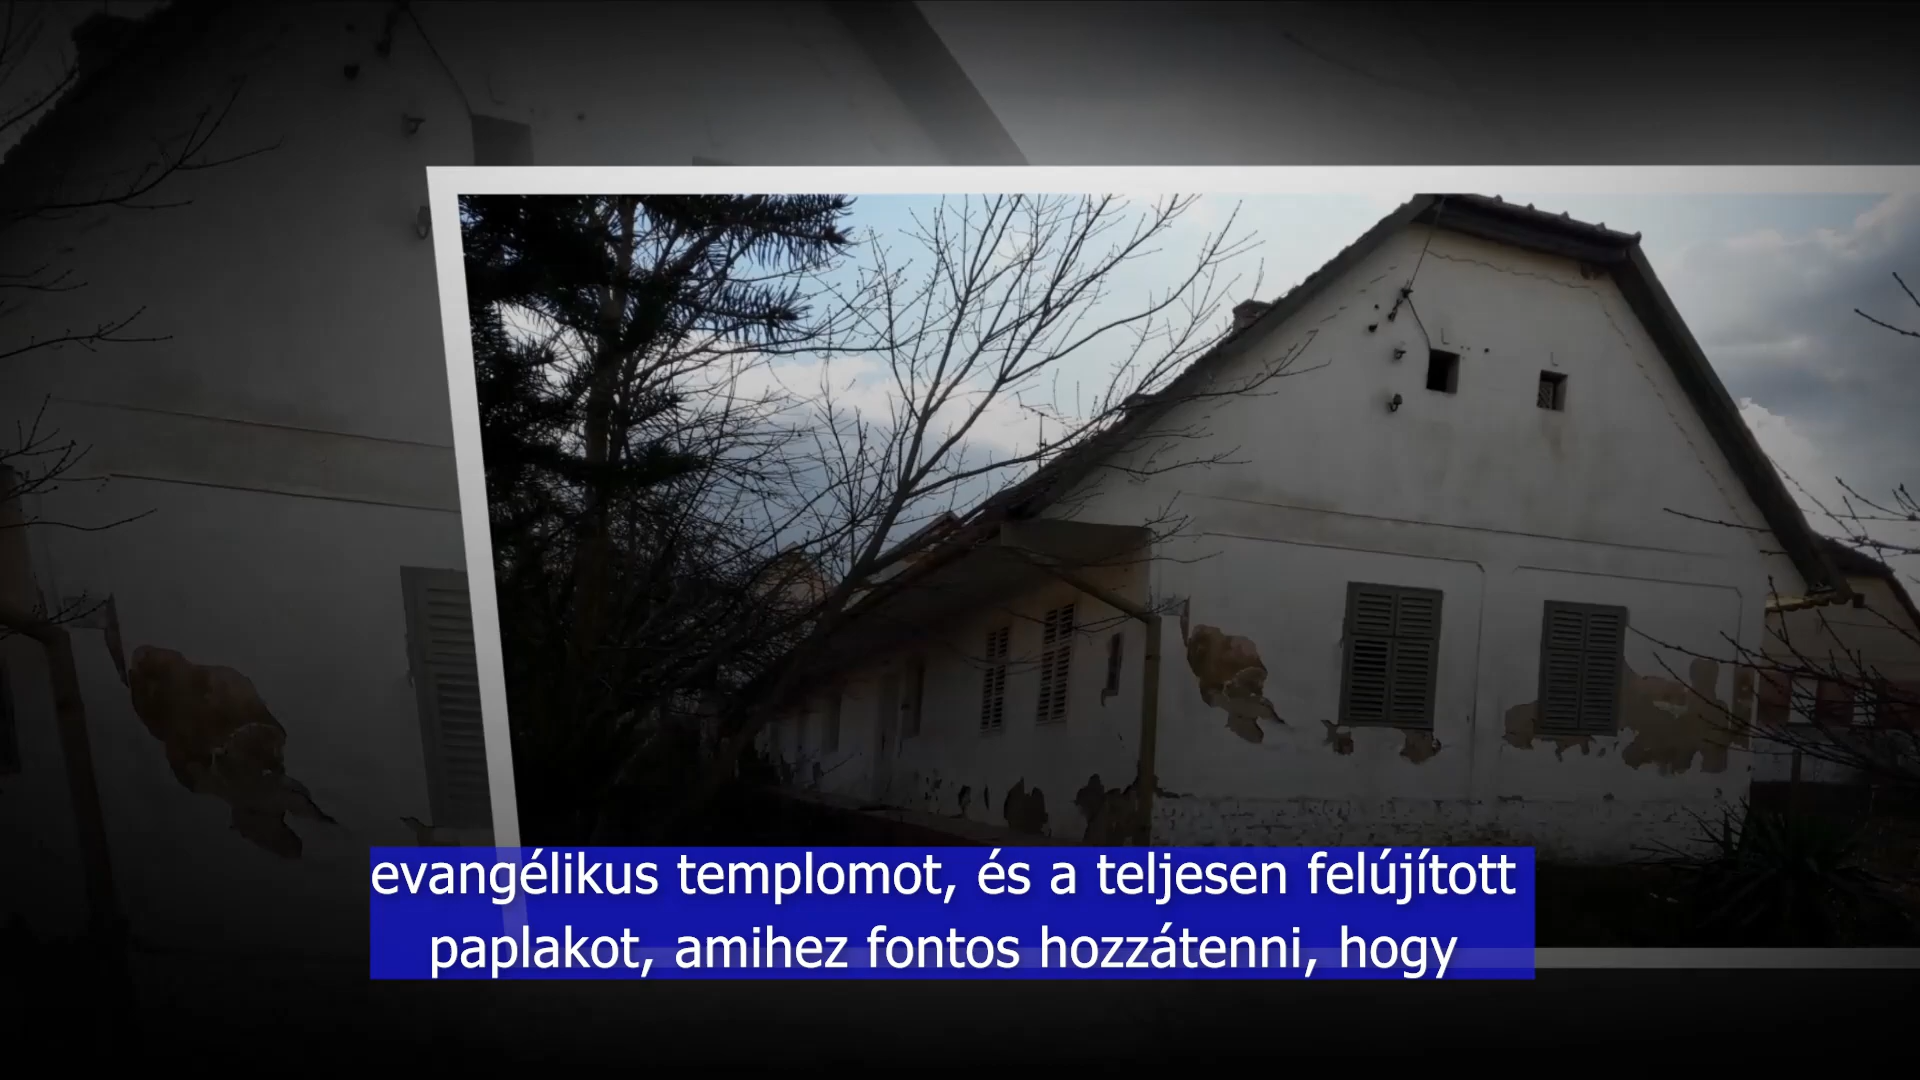 evangélikus templomot, és a teljesen felújított
paplakot, amihez fontos hozzátenni, hogy